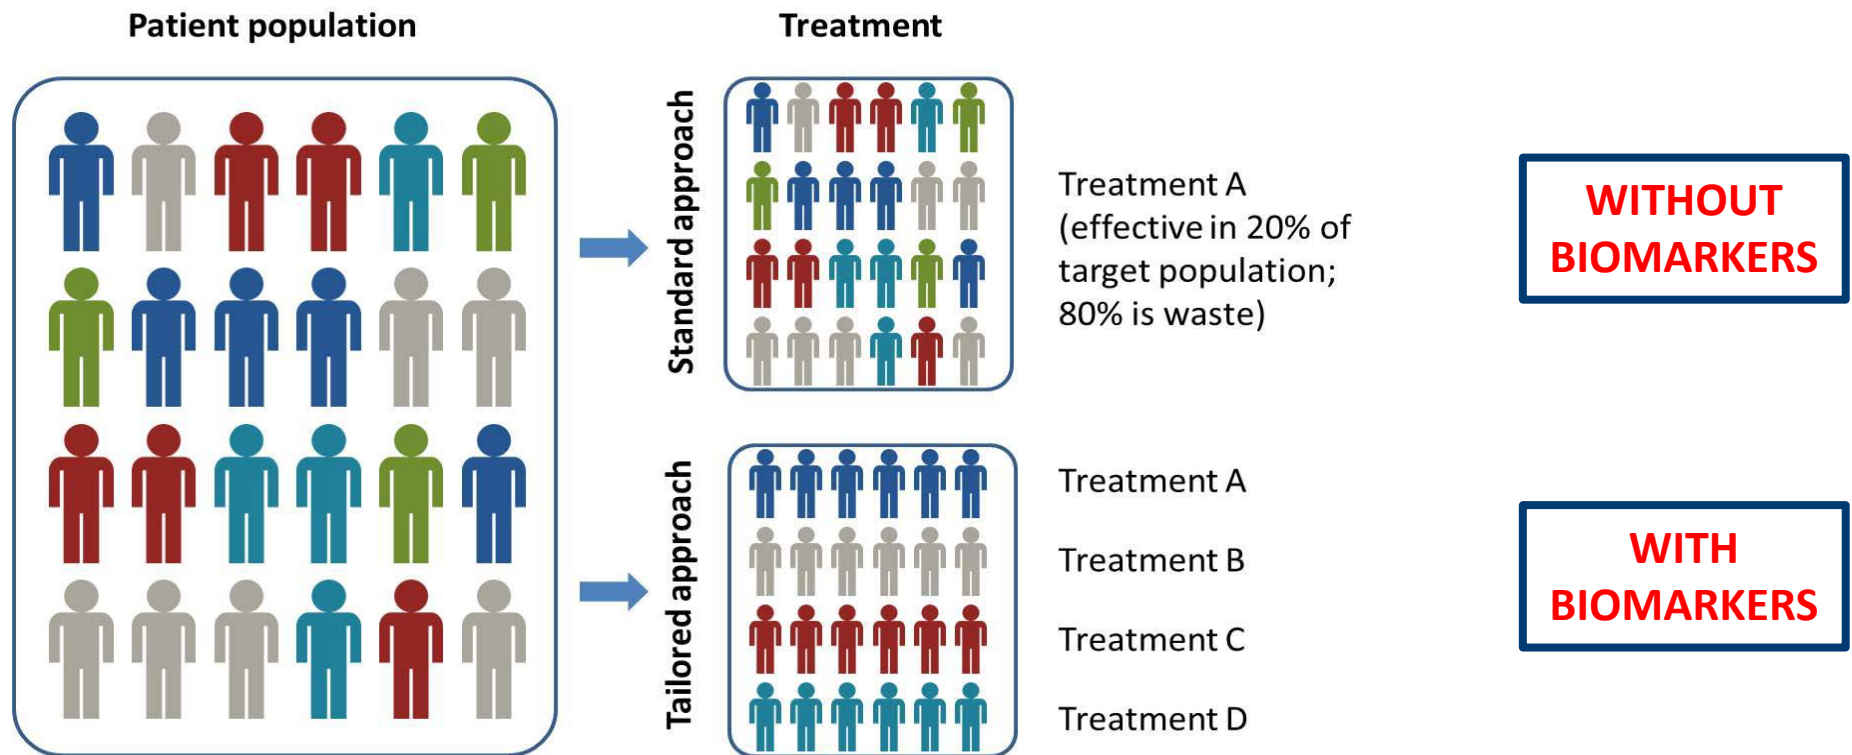 Patient population
Treatment
Standard approach
Treatment A
(effective in 20% of
target population;
80% is waste)
WITHOUT
BIOMARKERS
Tailored approach
Treatment A
Treatment B
Treatment C
Treatment D
WITH
BIOMARKERS